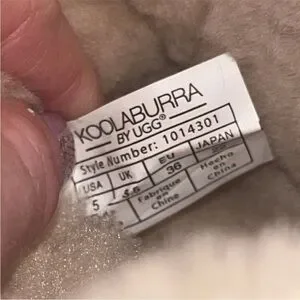 KOOLABURRA
BY UGG®
Style Number: 1014301
USA UK EU JAPAN
5 3.5 36
Fabriqué en Chine
Hecho en China